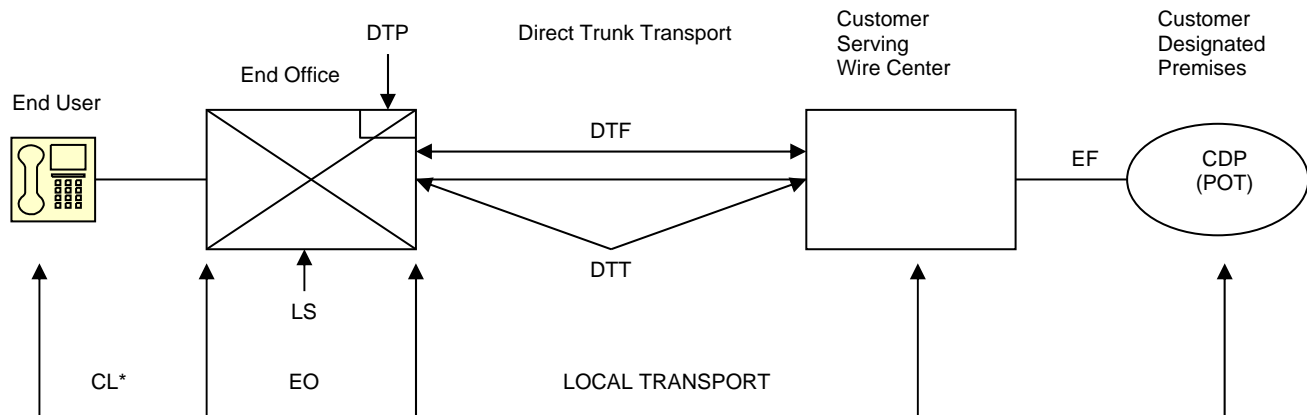 DTP
Direct Trunk Transport
Customer
Serving
Wire Center
Customer
Designated
Premises
End Office
End User
DTF
EF
CDP
(POT)
DTT
LS
CL*
EO
LOCAL TRANSPORT